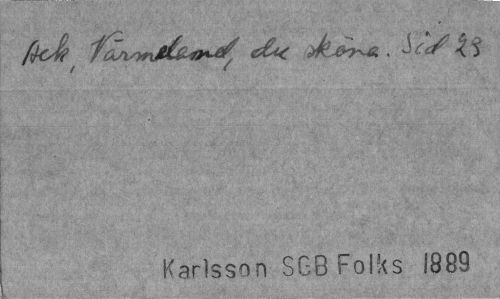 Ack, Värmeland, du sköna. Sid 23
Karlsson SGB Folks 1889